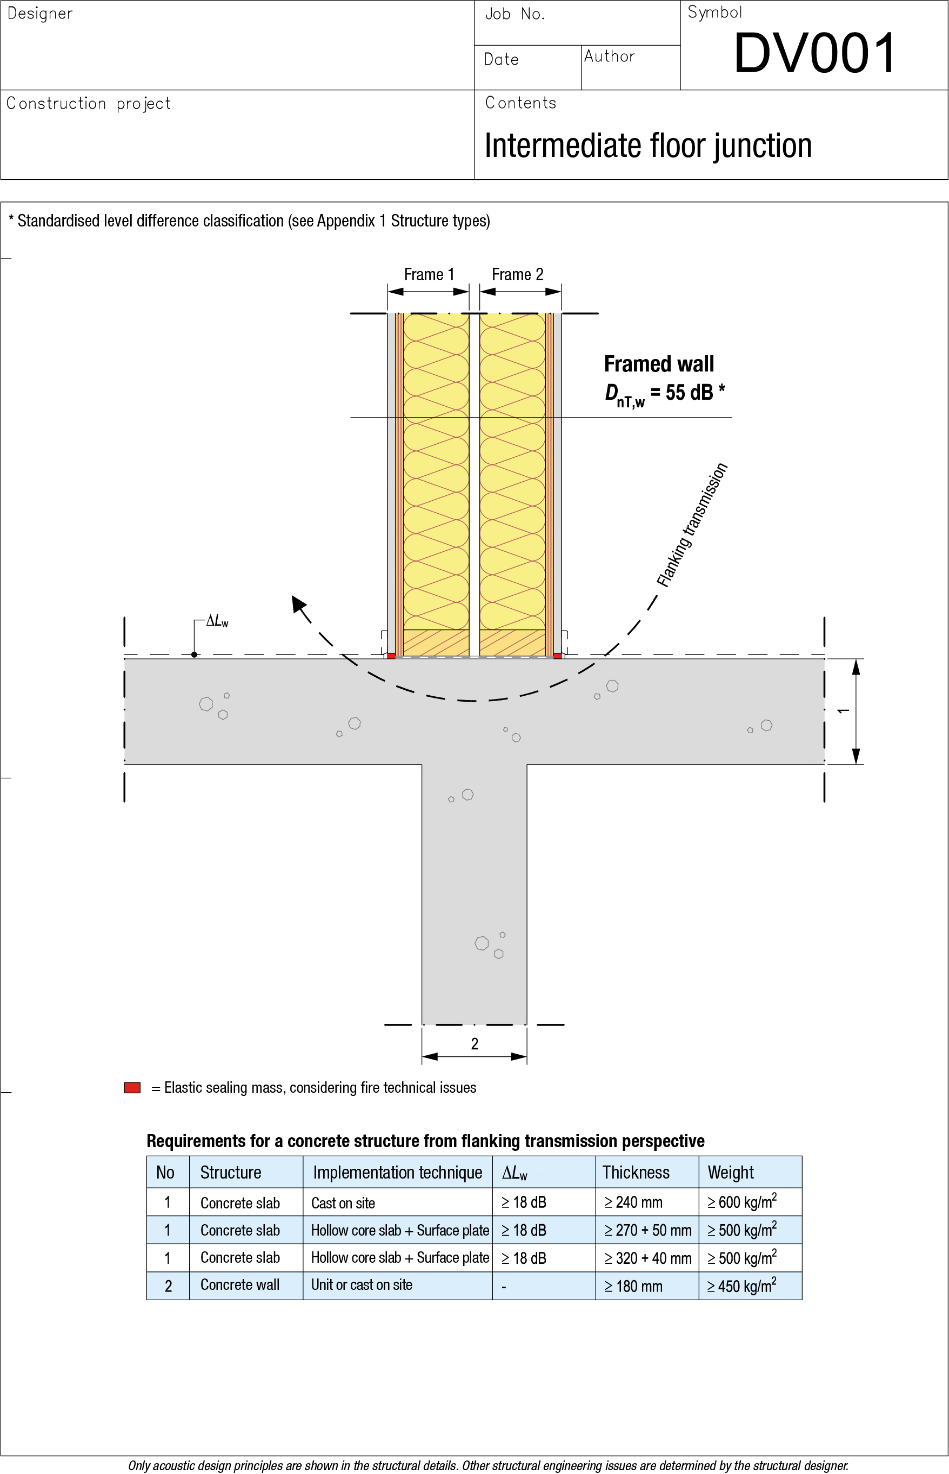 Designer
Job No.
Symbol
DV001
Date
Author
Construction project
Contents
Intermediate floor junction
* Standardised level difference classification (see Appendix 1 Structure types)
Frame 1
Frame 2
Framed wall
DnT,w = 55 dB *
Flanking transmission
ΔLw
1
2
= Elastic sealing mass, considering fire technical issues
Requirements for a concrete structure from flanking transmission perspective
No Structure Implementation technique ΔLw Thickness Weight
1 Concrete slab Cast on site ≥ 18 dB ≥ 240 mm ≥ 600 kg/m²
1 Concrete slab Hollow core slab + Surface plate ≥ 18 dB ≥ 270 + 50 mm ≥ 500 kg/m²
1 Concrete slab Hollow core slab + Surface plate ≥ 18 dB ≥ 320 + 40 mm ≥ 500 kg/m²
2 Concrete wall Unit or cast on site - ≥ 180 mm ≥ 450 kg/m²
Only acoustic design principles are shown in the structural details. Other structural engineering issues are determined by the structural designer.